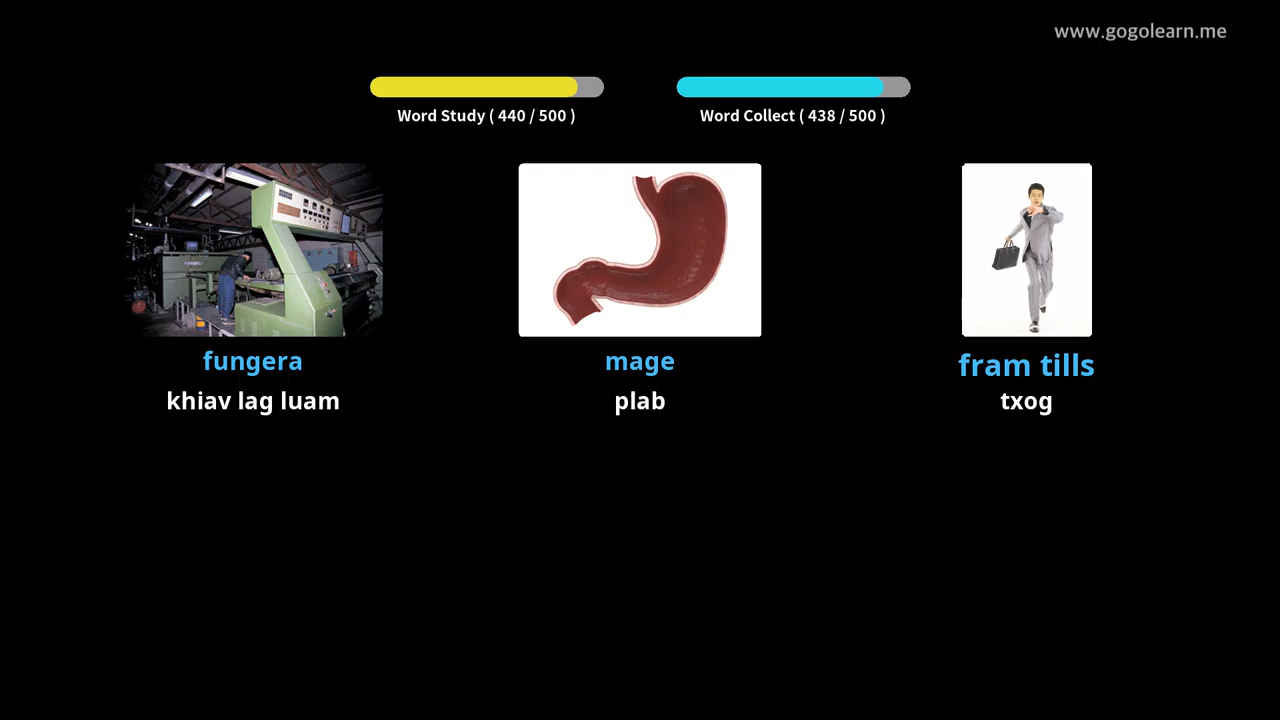 www.gogolearn.me
Word Study ( 440 / 500 )
Word Collect ( 438 / 500 )
fungera
mage
fram tills
khiav lag luam
plab
txog